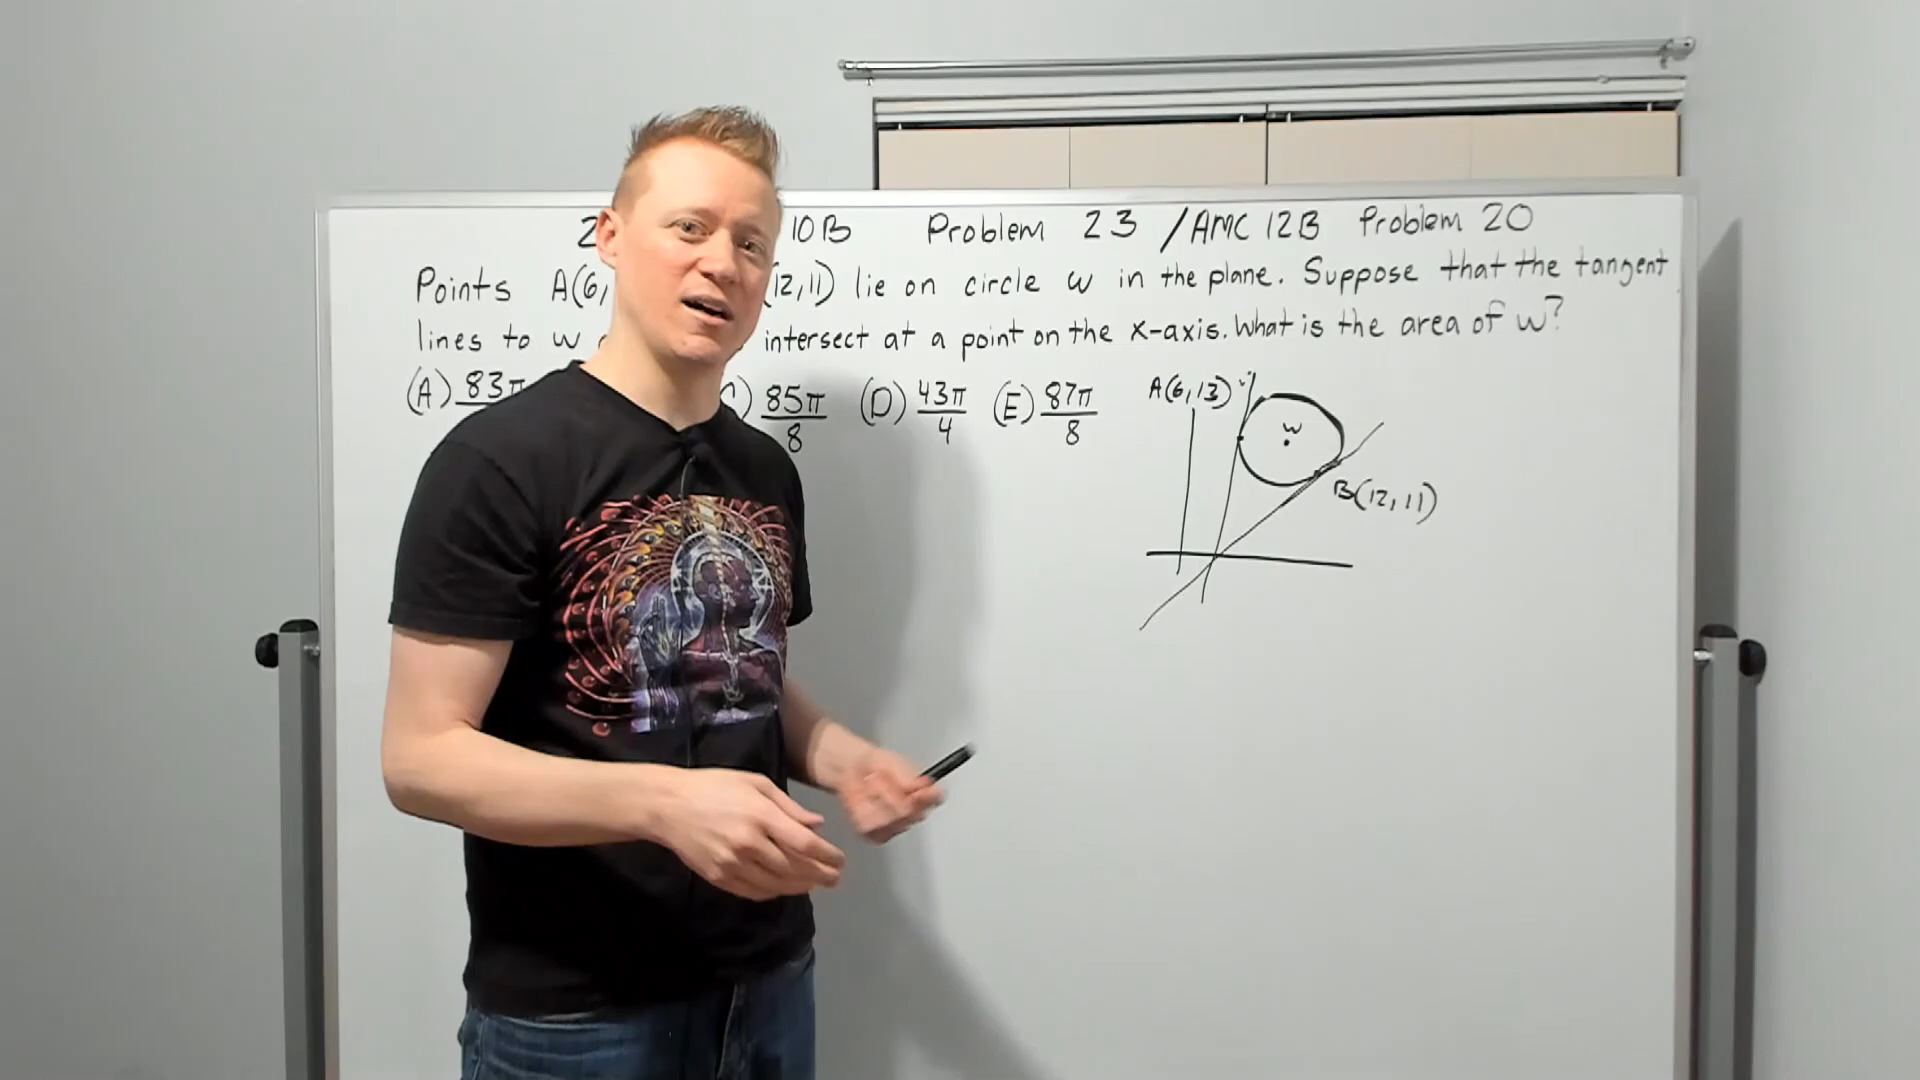 10B Problem 23 / AMC 12B Problem 20
Points A(6, 12,11) lie on circle w in the plane. Suppose that the tangent
lines to w intersect at a point on the x-axis. What is the area of w?
(A) 83π 85π/8 (D) 43π/4 (E) 87π/8
A(6,13)
w
B(12,11)